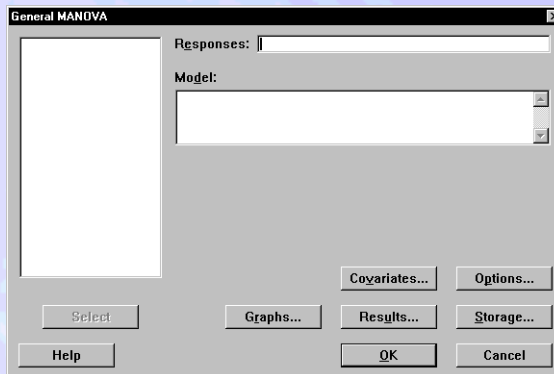 General MANOVA
Responses:
Model:
Covariates... Options...
Select Graphs... Results... Storage...
Help OK Cancel